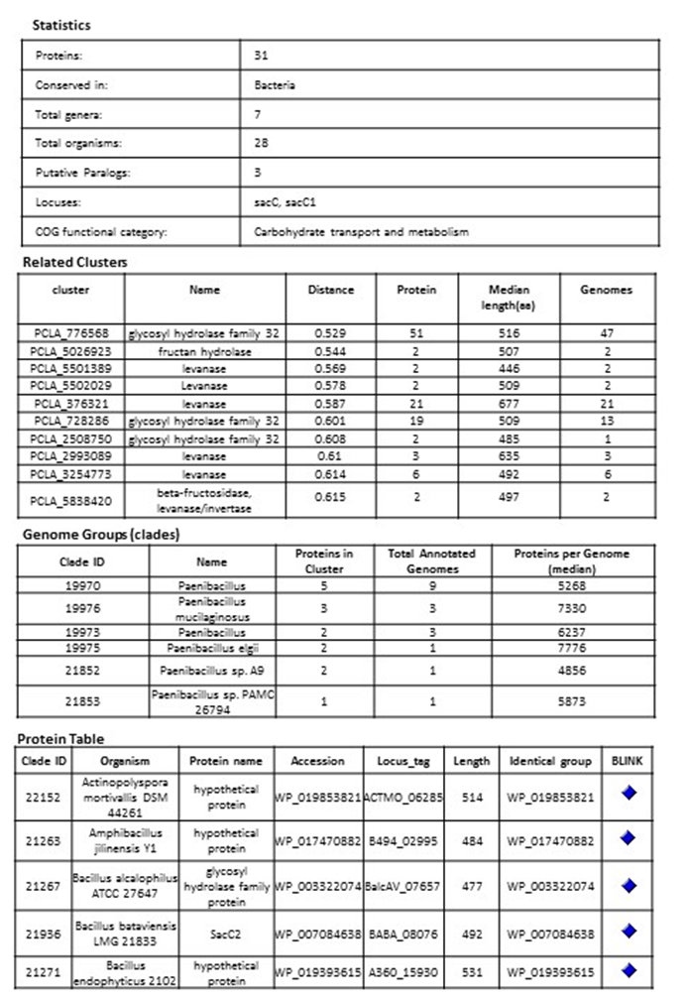 Statistics
Proteins: 31
Conserved in: Bacteria
Total genera: 7
Total organisms: 28
Putative Paralogs: 3
Locuses: sacC, sacC1
COG functional category: Carbohydrate transport and metabolism
Related Clusters
cluster Name Distance Protein Median length(aa) Genomes
PCLA_776568 glycosyl hydrolase family 32 0.529 51 516 47
PCLA_5026923 fructan hydrolase 0.544 2 507 2
PCLA_5501389 levanase 0.569 2 446 2
PCLA_5502029 Levanase 0.578 2 509 2
PCLA_376321 levanase 0.587 21 677 21
PCLA_728286 glycosyl hydrolase family 32 0.601 19 509 13
PCLA_2508750 glycosyl hydrolase family 32 0.608 2 485 1
PCLA_2993089 levanase 0.61 3 635 3
PCLA_3254773 levanase 0.614 6 492 6
PCLA_5838420 beta-fructosidase, levanase/invertase 0.615 2 497 2
Genome Groups (clades)
Clade ID Name Proteins in Cluster Total Annotated Genomes Proteins per Genome (median)
19970 Paenibacillus 5 9 5268
19976 Paenibacillus mucilaginosus 3 3 7330
19973 Paenibacillus 2 3 6237
19975 Paenibacillus elgii 2 1 7776
21852 Paenibacillus sp. A9 2 1 4856
21853 Paenibacillus sp. PAMC 26794 1 1 5873
Protein Table
Clade ID Organism Protein name Accession Locus_tag Length Identical group BLINK
22152 Actinopolyspora mortivallis DSM 44261 hypothetical protein WP_019853821 ACTMO_06285 514 WP_019853821
21263 Amphibacillus jilinensis Y1 hypothetical protein WP_017470882 B494_02995 484 WP_017470882
21267 Bacillus alcalophilus ATCC 27647 glycosyl hydrolase family protein WP_003322074 BalcAV_07657 477 WP_003322074
21936 Bacillus bataviensis LMG 21833 SacC2 WP_007084638 BABA_08076 492 WP_007084638
21271 Bacillus endophyticus 2102 hypothetical protein WP_019393615 A360_15930 531 WP_019393615